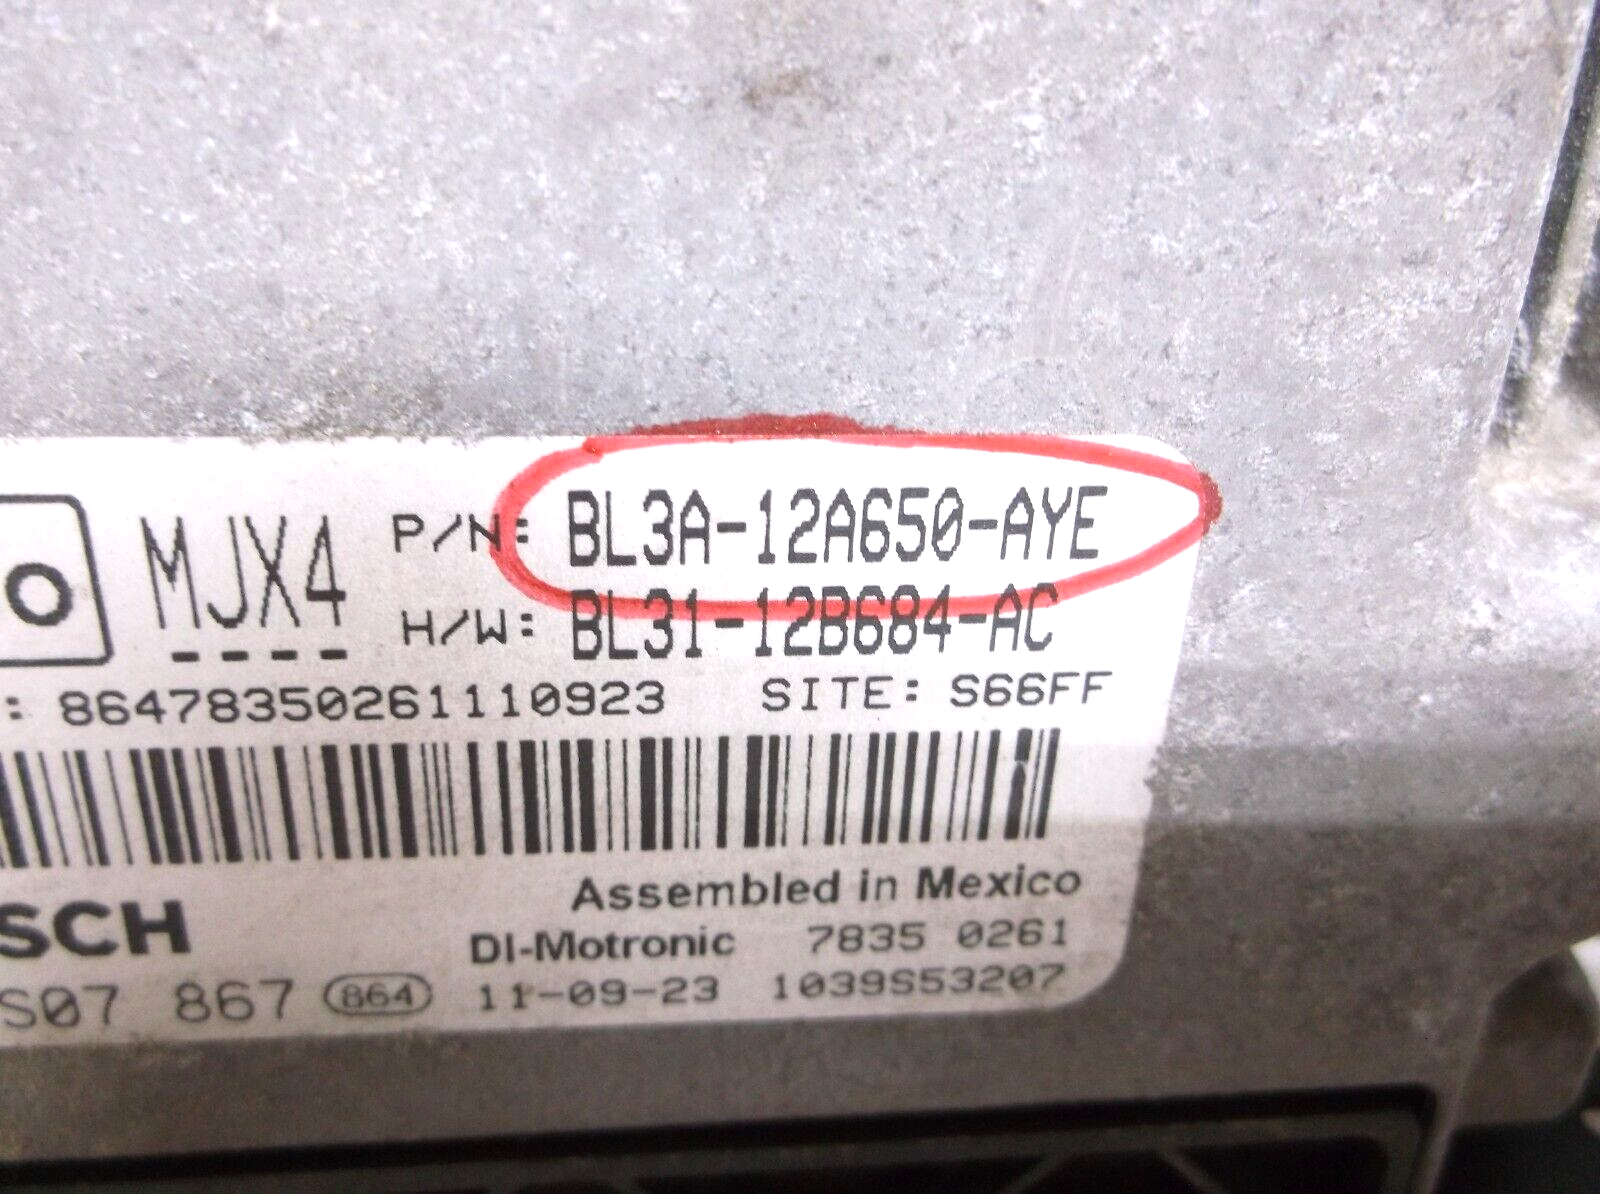 MJX4 P/N: BL3A-12A650-AYE
H/W: BL31-12B684-AC
: 86478350261110923 SITE: S66FF
Assembled in Mexico
SCH DI-Motronic 7835 0261
S07 867 864 11-09-23 1039S53207